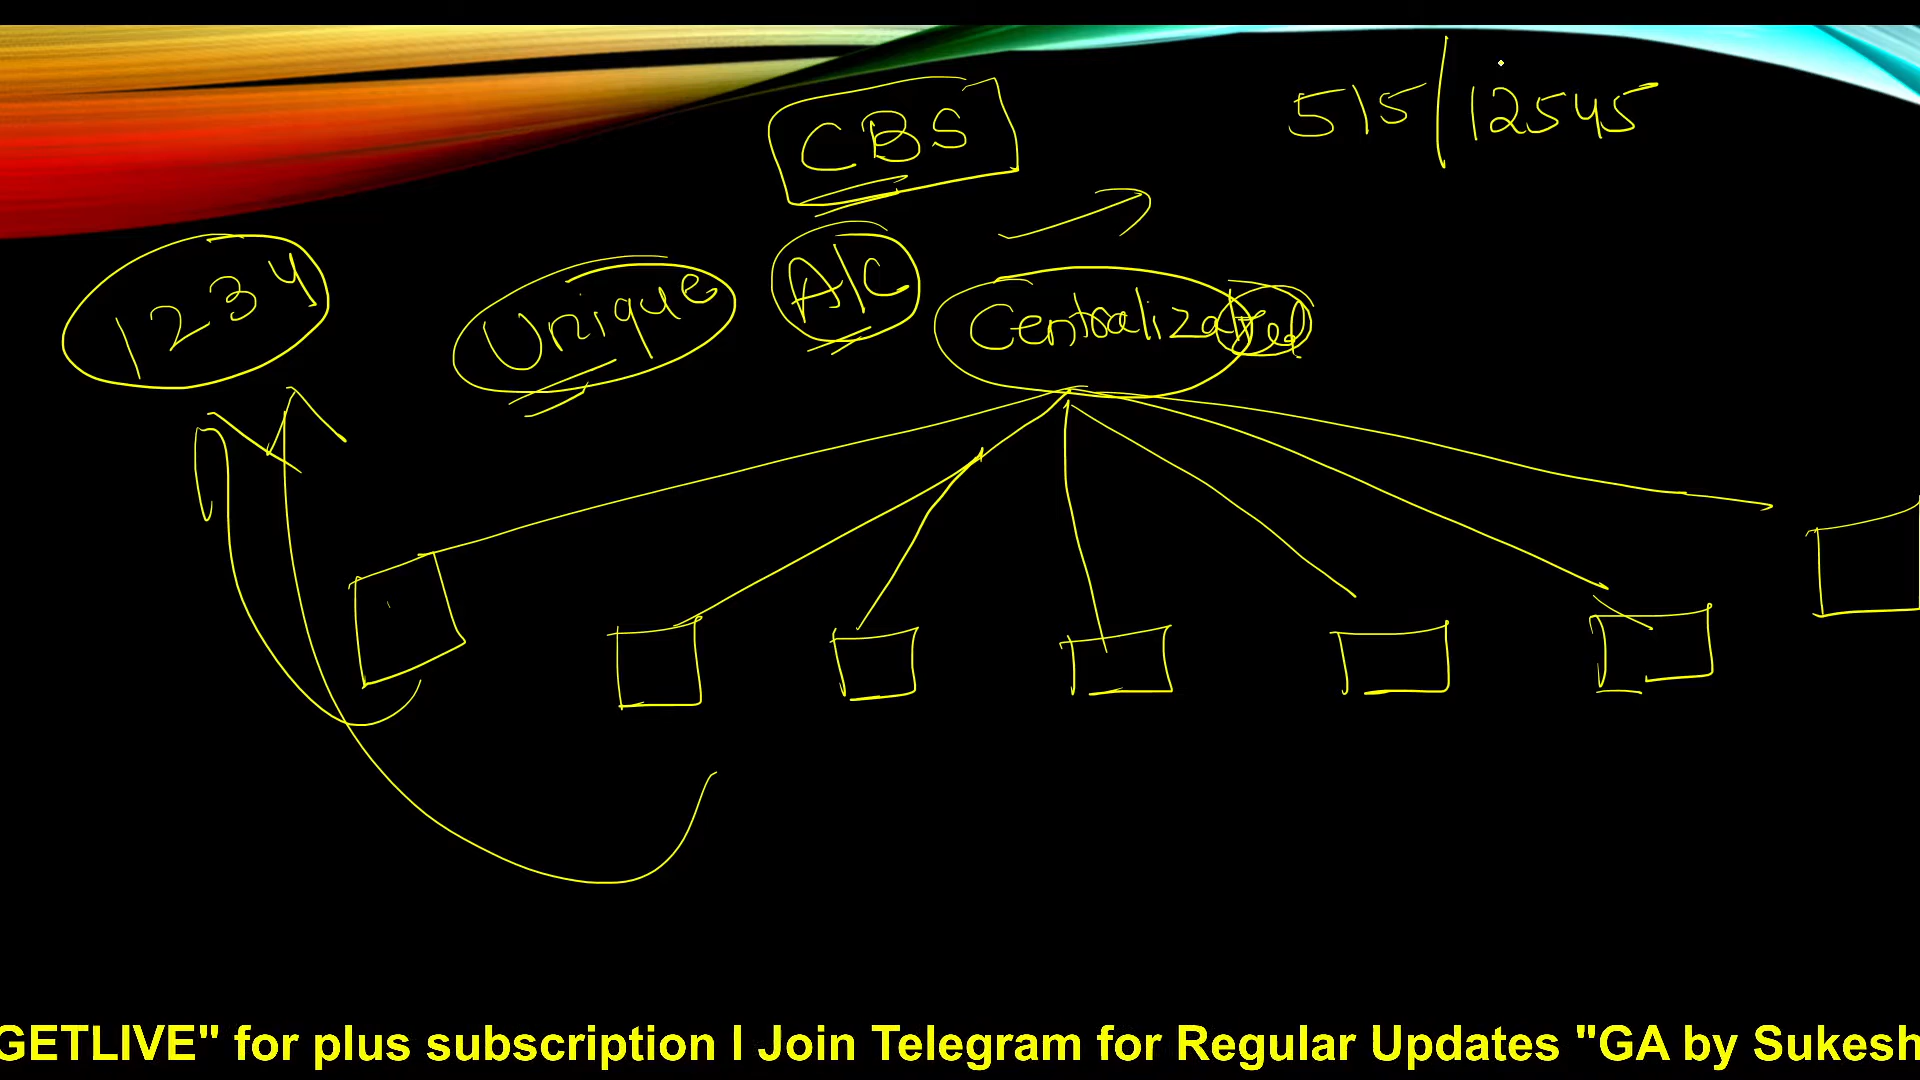 CBS
515 | 12545
1234
Unique
A/C
Centralized
GETLIVE" for plus subscription I Join Telegram for Regular Updates "GA by Sukesh